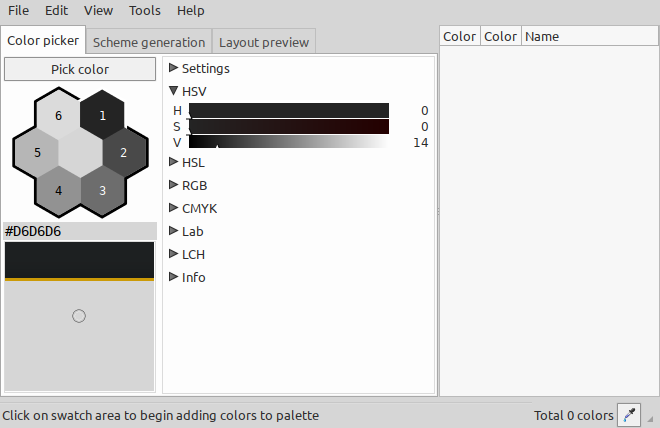 File Edit View Tools Help
Color picker Scheme generation Layout preview
Color Color Name
Pick color
6 1
5 2
4 3
#D6D6D6
Settings
HSV
H 0
S 0
V 14
HSL
RGB
CMYK
Lab
LCH
Info
Click on swatch area to begin adding colors to palette
Total 0 colors